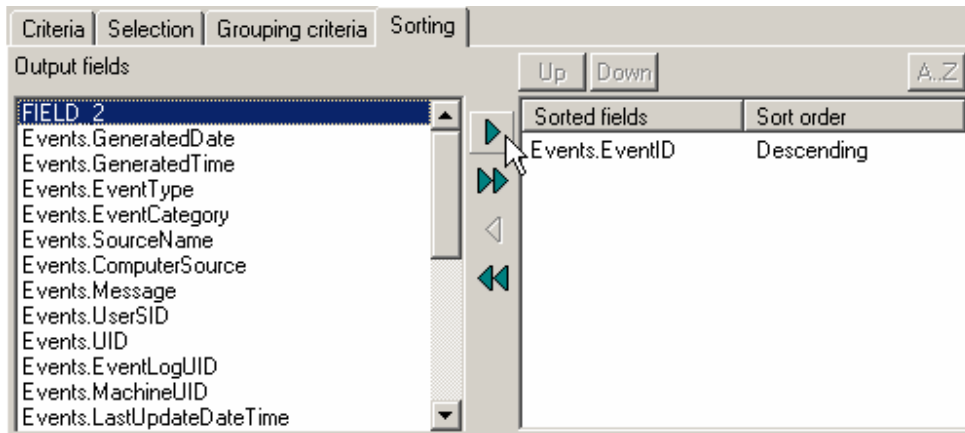 Criteria Selection Grouping criteria Sorting
Output fields
Up Down A..Z
FIELD_2
Events.GeneratedDate
Events.GeneratedTime
Events.EventType
Events.EventCategory
Events.SourceName
Events.ComputerSource
Events.Message
Events.UserSID
Events.UID
Events.EventLogUID
Events.MachineUID
Events.LastUpdateDateTime
Sorted fields Sort order
Events.EventID Descending